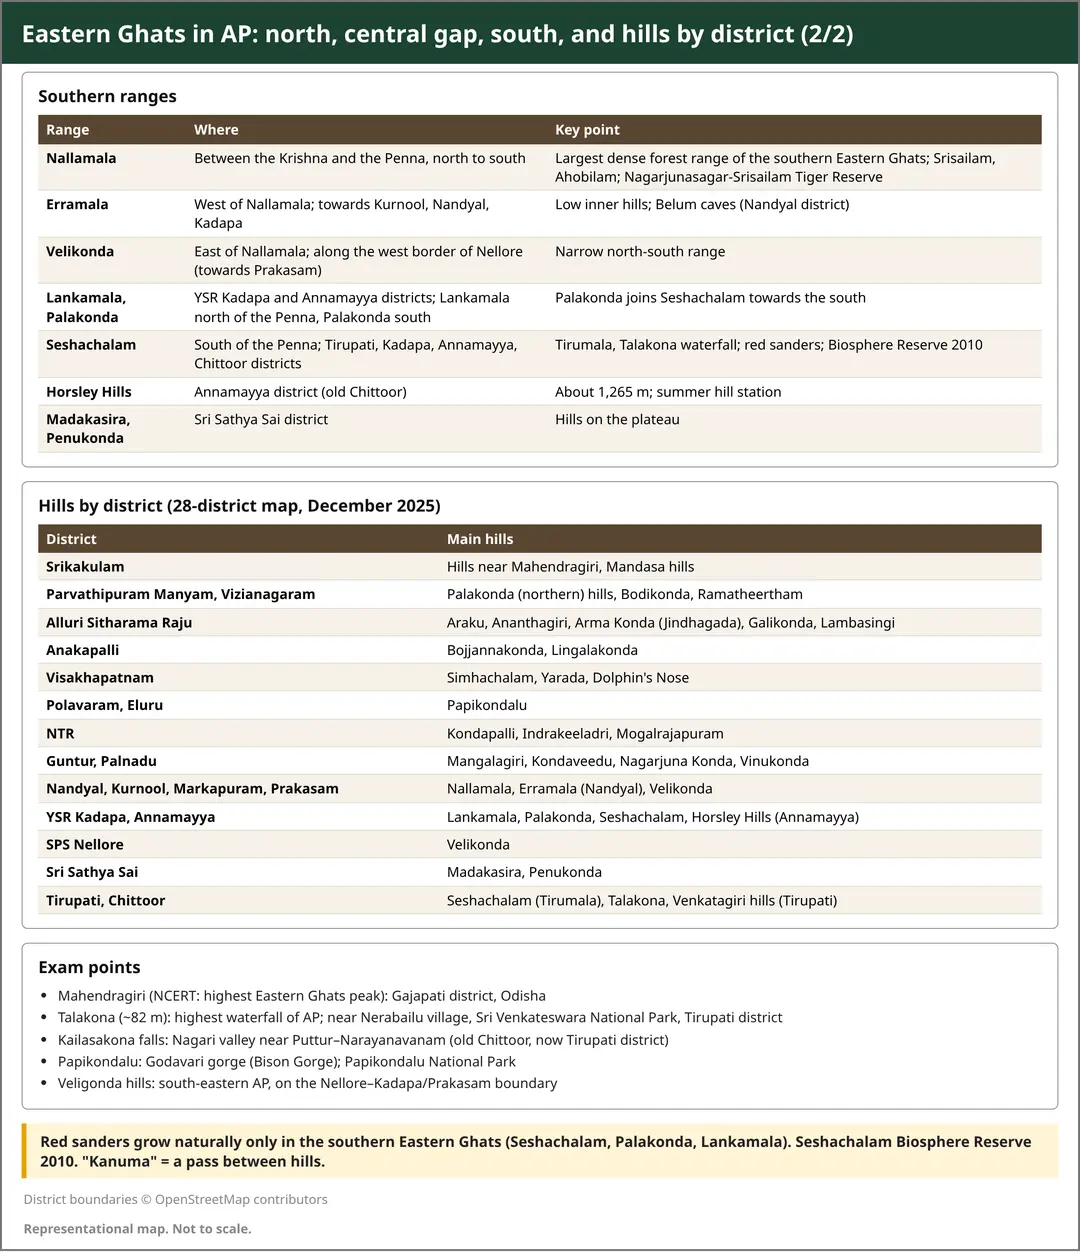 Eastern Ghats in AP: north, central gap, south, and hills by district (2/2)
Southern ranges
Range Where Key point
Nallamala Between the Krishna and the Penna, north to south Largest dense forest range of the southern Eastern Ghats; Srisailam,
Ahobilam; Nagarjunasagar-Srisailam Tiger Reserve
Erramala West of Nallamala; towards Kurnool, Nandyal, Low inner hills; Belum caves (Nandyal district)
Kadapa
Velikonda East of Nallamala; along the west border of Nellore Narrow north-south range
(towards Prakasam)
Lankamala, YSR Kadapa and Annamayya districts; Lankamala Palakonda joins Seshachalam towards the south
Palakonda north of the Penna, Palakonda south
Seshachalam South of the Penna; Tirupati, Kadapa, Annamayya, Tirumala, Talakona waterfall; red sanders; Biosphere Reserve 2010
Chittoor districts
Horsley Hills Annamayya district (old Chittoor) About 1,265 m; summer hill station
Madakasira, Sri Sathya Sai district Hills on the plateau
Penukonda
Hills by district (28-district map, December 2025)
District Main hills
Srikakulam Hills near Mahendragiri, Mandasa hills
Parvathipuram Manyam, Vizianagaram Palakonda (northern) hills, Bodikonda, Ramatheertham
Alluri Sitharama Raju Araku, Ananthagiri, Arma Konda (Jindhagada), Galikonda, Lambasingi
Anakapalli Bojjannakonda, Lingalakonda
Visakhapatnam Simhachalam, Yarada, Dolphin's Nose
Polavaram, Eluru Papikondalu
NTR Kondapalli, Indrakeeladri, Mogalrajapuram
Guntur, Palnadu Mangalagiri, Kondaveedu, Nagarjuna Konda, Vinukonda
Nandyal, Kurnool, Markapuram, Prakasam Nallamala, Erramala (Nandyal), Velikonda
YSR Kadapa, Annamayya Lankamala, Palakonda, Seshachalam, Horsley Hills (Annamayya)
SPS Nellore Velikonda
Sri Sathya Sai Madakasira, Penukonda
Tirupati, Chittoor Seshachalam (Tirumala), Talakona, Venkatagiri hills (Tirupati)
Exam points
• Mahendragiri (NCERT: highest Eastern Ghats peak): Gajapati district, Odisha
• Talakona (~82 m): highest waterfall of AP; near Nerabailu village, Sri Venkateswara National Park, Tirupati district
• Kailasakona falls: Nagari valley near Puttur–Narayanavanam (old Chittoor, now Tirupati district)
• Papikondalu: Godavari gorge (Bison Gorge); Papikondalu National Park
• Veligonda hills: south-eastern AP, on the Nellore–Kadapa/Prakasam boundary
Red sanders grow naturally only in the southern Eastern Ghats (Seshachalam, Palakonda, Lankamala). Seshachalam Biosphere Reserve
2010. "Kanuma" = a pass between hills.
District boundaries © OpenStreetMap contributors
Representational map. Not to scale.